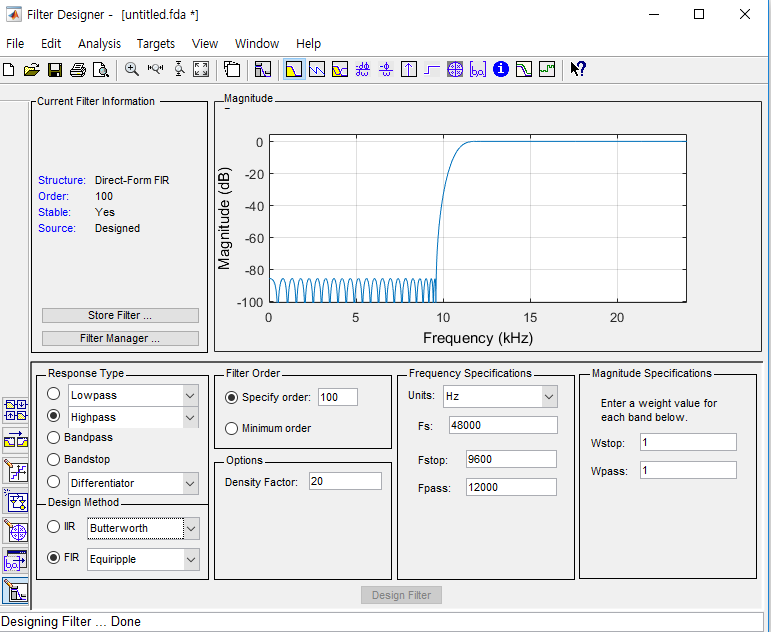 Filter Designer - [untitled.fda *]
File Edit Analysis Targets View Window Help
Current Filter Information
Structure: Direct-Form FIR
Order: 100
Stable: Yes
Source: Designed
Store Filter ...
Filter Manager ...
Magnitude
0
-20
-40
-60
-80
-100
Magnitude (dB)
0 5 10 15 20
Frequency (kHz)
Response Type
Lowpass
Highpass
Bandpass
Bandstop
Differentiator
Design Method
IIR Butterworth
FIR Equiripple
Filter Order
Specify order: 100
Minimum order
Options
Density Factor: 20
Frequency Specifications
Units: Hz
Fs: 48000
Fstop: 9600
Fpass: 12000
Magnitude Specifications
Enter a weight value for
each band below.
Wstop: 1
Wpass: 1
Design Filter
Designing Filter ... Done